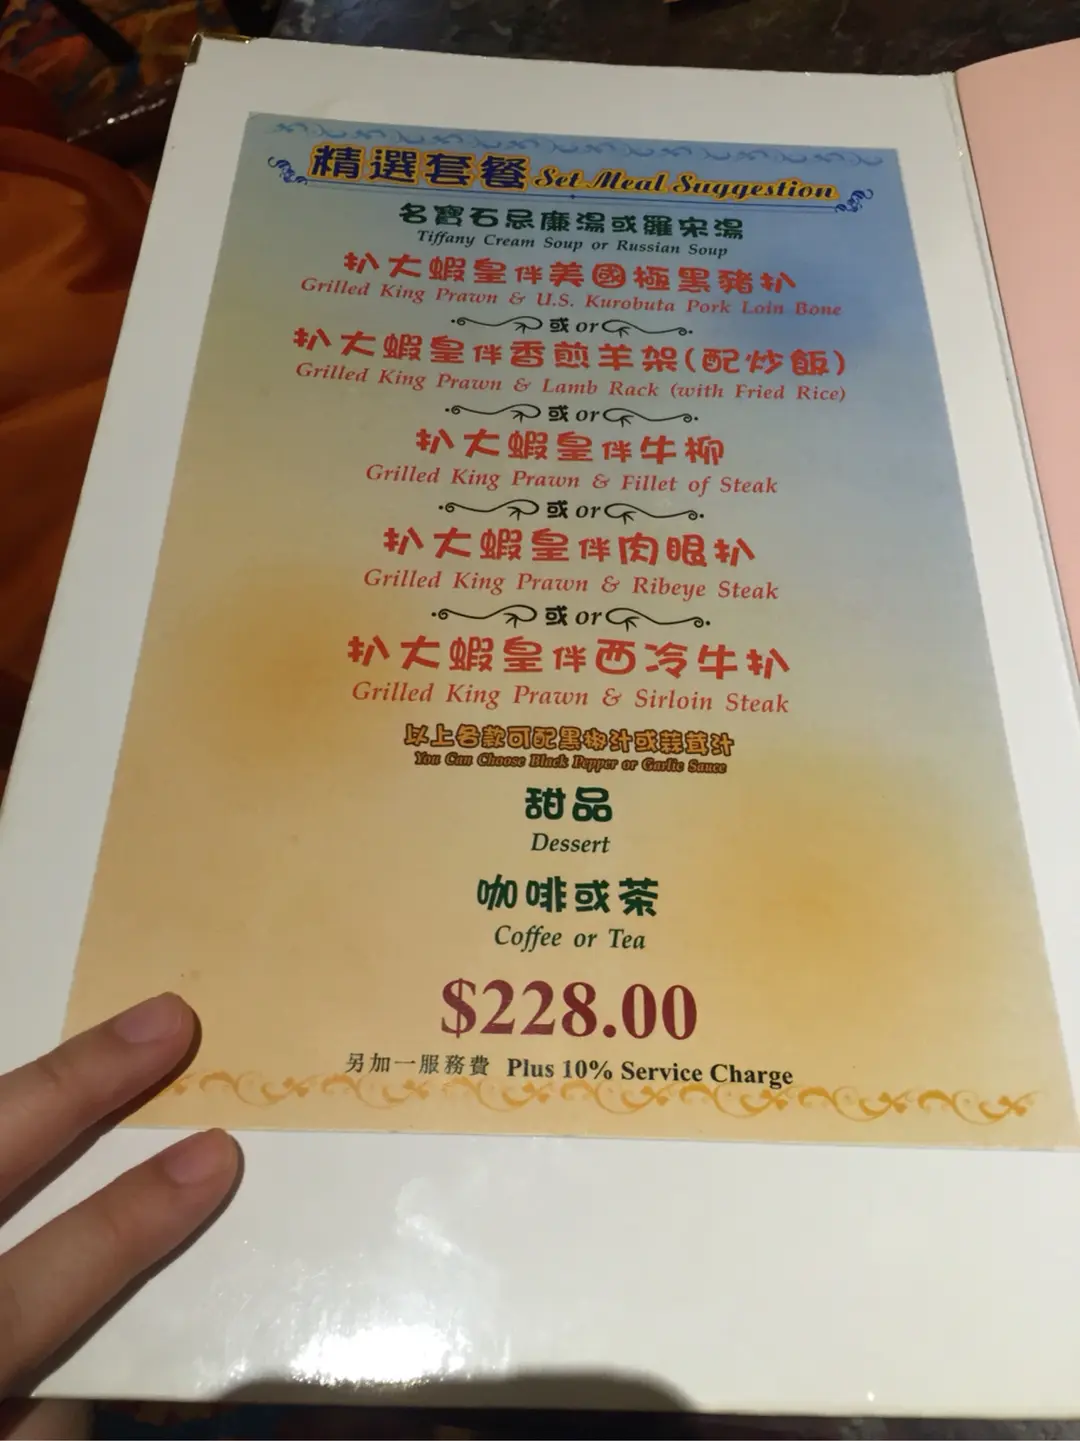 精選套餐 Set Meal Suggestion
名寶石忌廉湯或羅宋湯
Tiffany Cream Soup or Russian Soup
扒大蝦皇伴美國極黑豬扒
Grilled King Prawn & U.S. Kurobuta Pork Loin Bone
或 or
扒大蝦皇伴香煎羊架(配炒飯)
Grilled King Prawn & Lamb Rack (with Fried Rice)
或 or
扒大蝦皇伴牛柳
Grilled King Prawn & Fillet of Steak
或 or
扒大蝦皇伴肉眼扒
Grilled King Prawn & Ribeye Steak
或 or
扒大蝦皇伴西冷牛扒
Grilled King Prawn & Sirloin Steak
以上各款可配黑椒汁或蒜茸汁
You Can Choose Black Pepper or Garlic Sauce
甜品
Dessert
咖啡或茶
Coffee or Tea
$228.00
另加一服務費 Plus 10% Service Charge